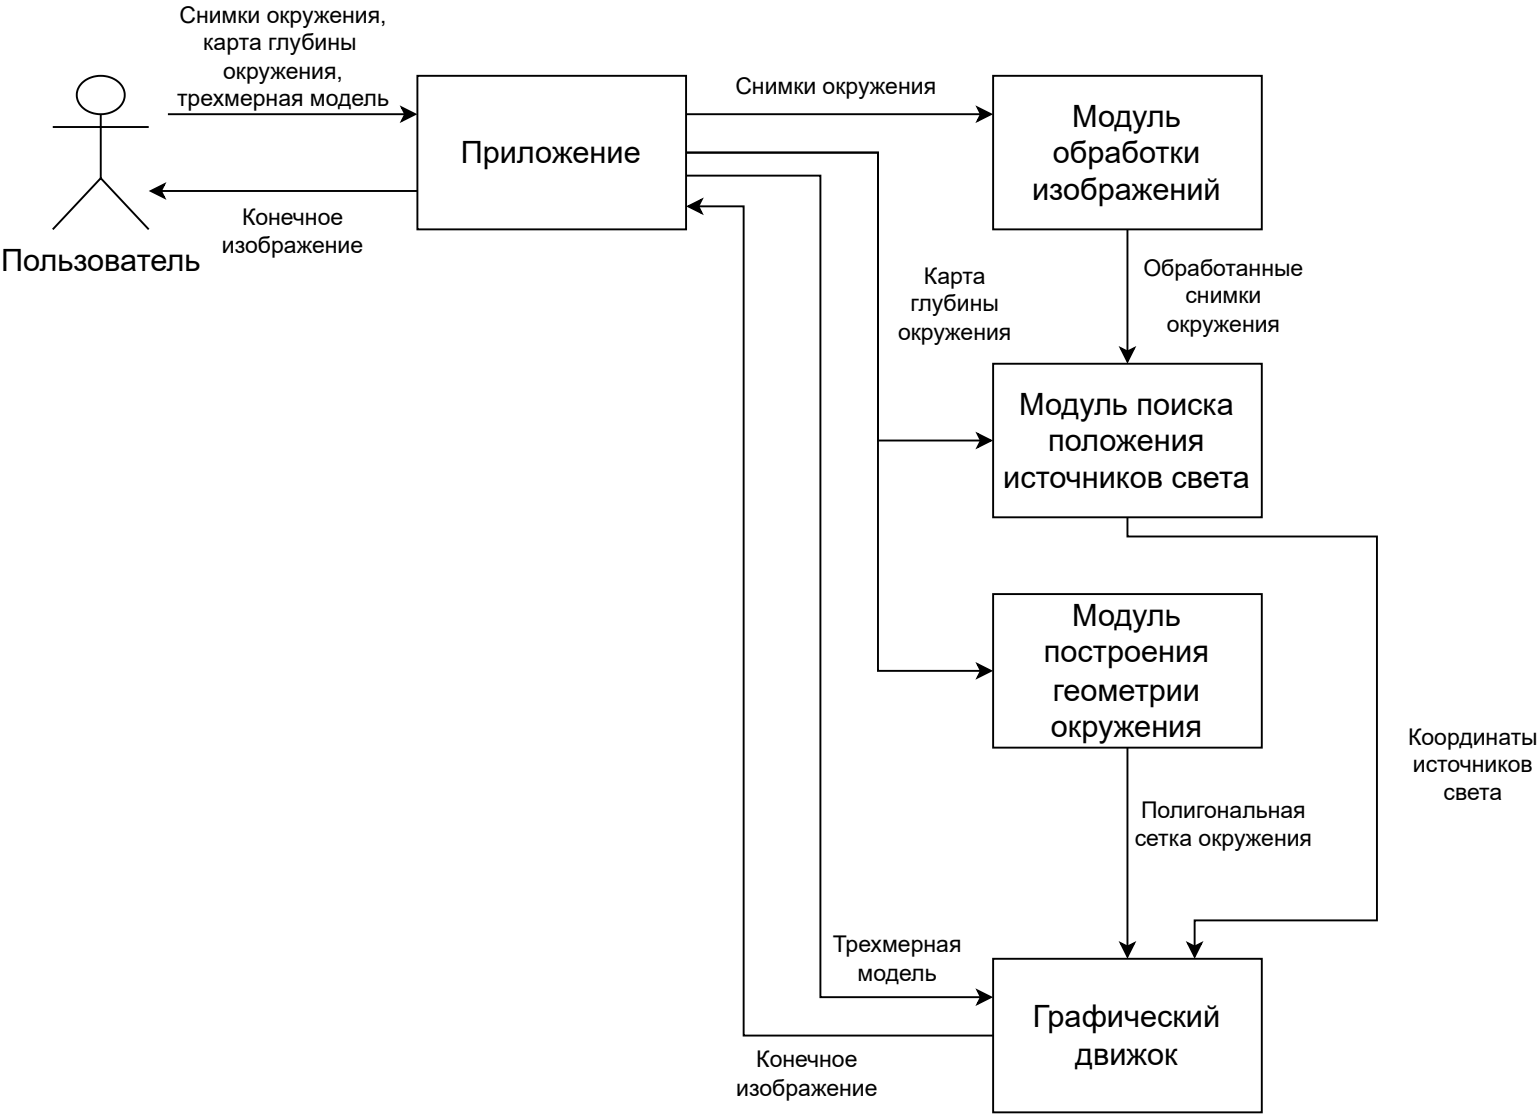 Снимки окружения,
карта глубины
окружения,
трехмерная модель
Пользователь
Конечное
изображение
Приложение
Снимки окружения
Модуль
обработки
изображений
Карта
глубины
окружения
Обработанные
снимки
окружения
Модуль поиска
положения
источников света
Модуль
построения
геометрии
окружения
Координаты
источников
света
Полигональная
сетка окружения
Трехмерная
модель
Графический
движок
Конечное
изображение